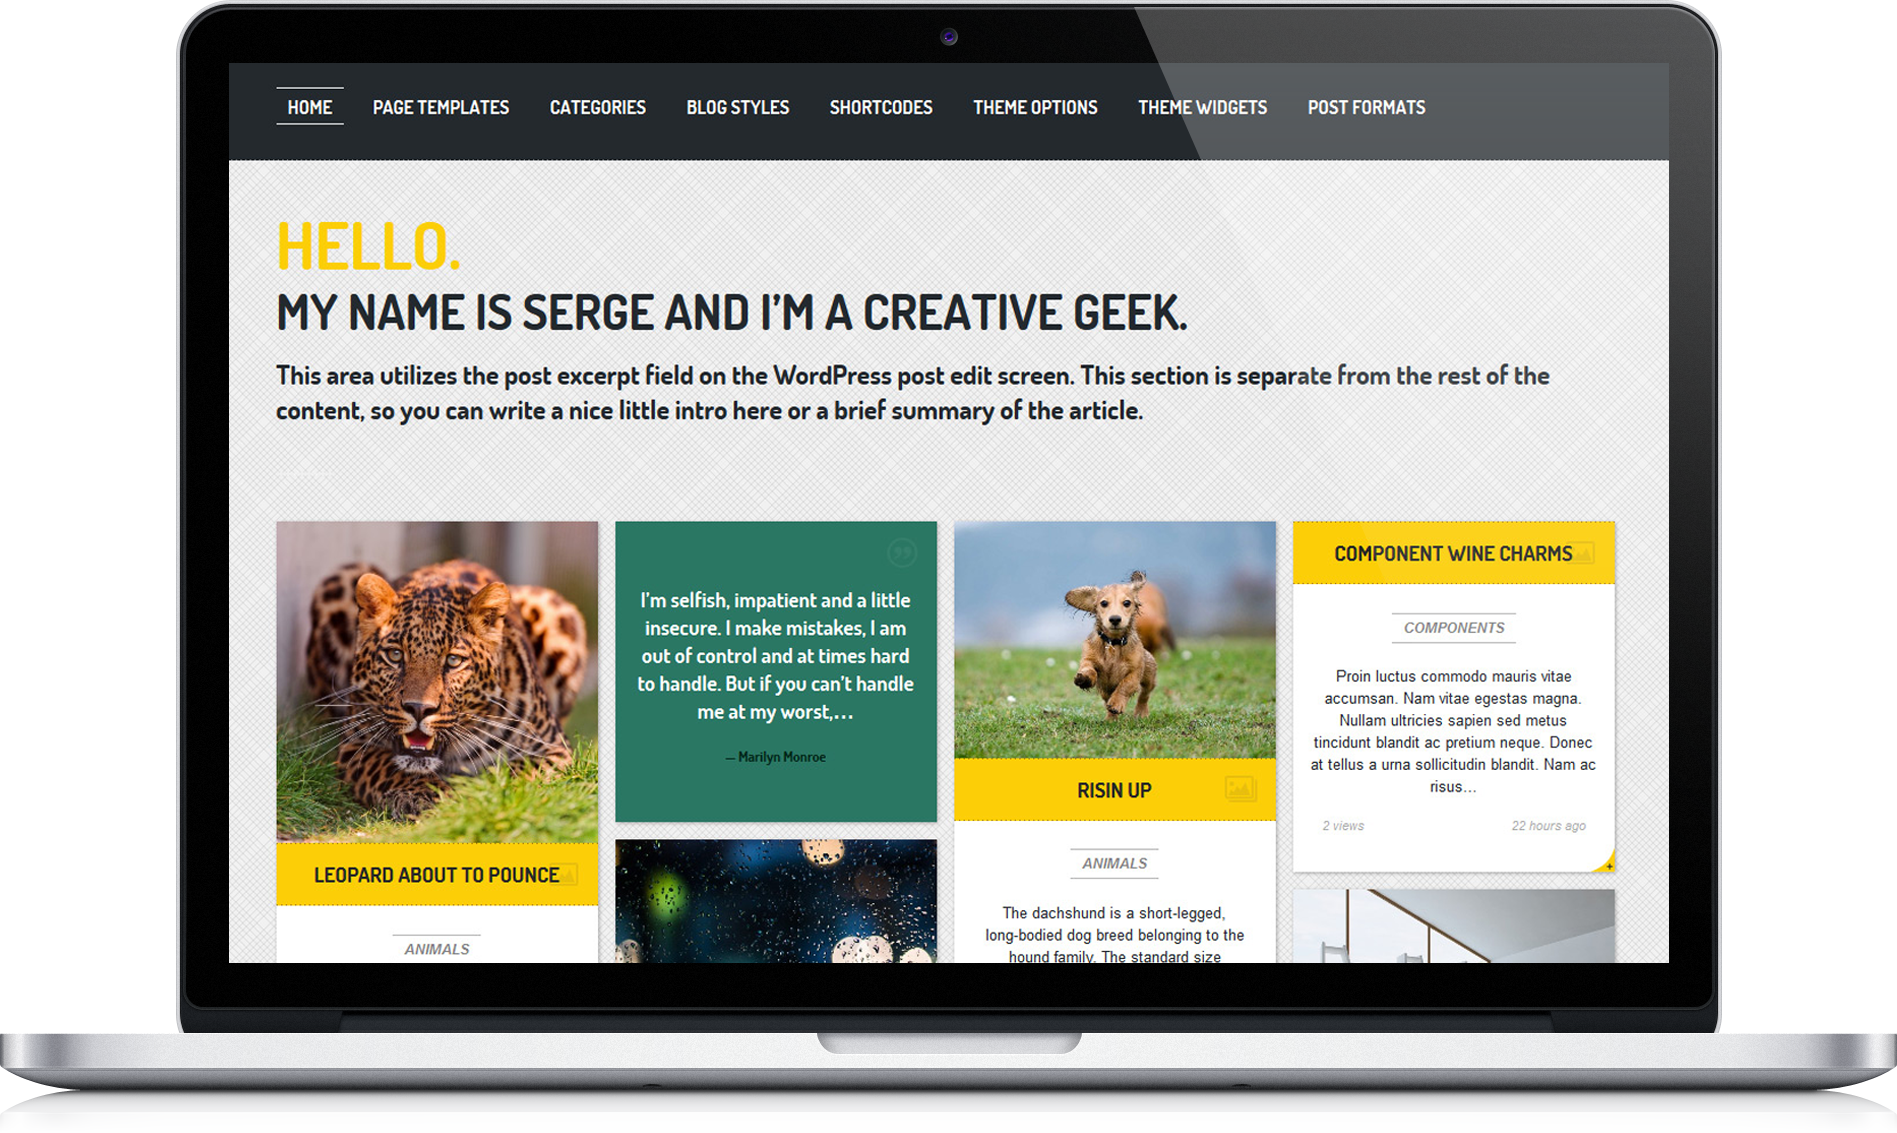 HOME PAGE TEMPLATES CATEGORIES BLOG STYLES SHORTCODES THEME OPTIONS THEME WIDGETS POST FORMATS
HELLO.
MY NAME IS SERGE AND I'M A CREATIVE GEEK.
This area utilizes the post excerpt field on the WordPress post edit screen. This section is separate from the rest of the
content, so you can write a nice little intro here or a brief summary of the article.
LEOPARD ABOUT TO POUNCE
ANIMALS
I'm selfish, impatient and a little
insecure. I make mistakes, I am
out of control and at times hard
to handle. But if you can't handle
me at my worst,...
— Marilyn Monroe
RISIN UP
ANIMALS
The dachshund is a short-legged,
long-bodied dog breed belonging to the
hound family. The standard size
COMPONENT WINE CHARMS
COMPONENTS
Proin luctus commodo mauris vitae
accumsan. Nam vitae egestas magna.
Nullam ultricies sapien sed metus
tincidunt blandit ac pretium neque. Donec
at tellus a urna sollicitudin blandit. Nam ac
risus...
2 views 22 hours ago